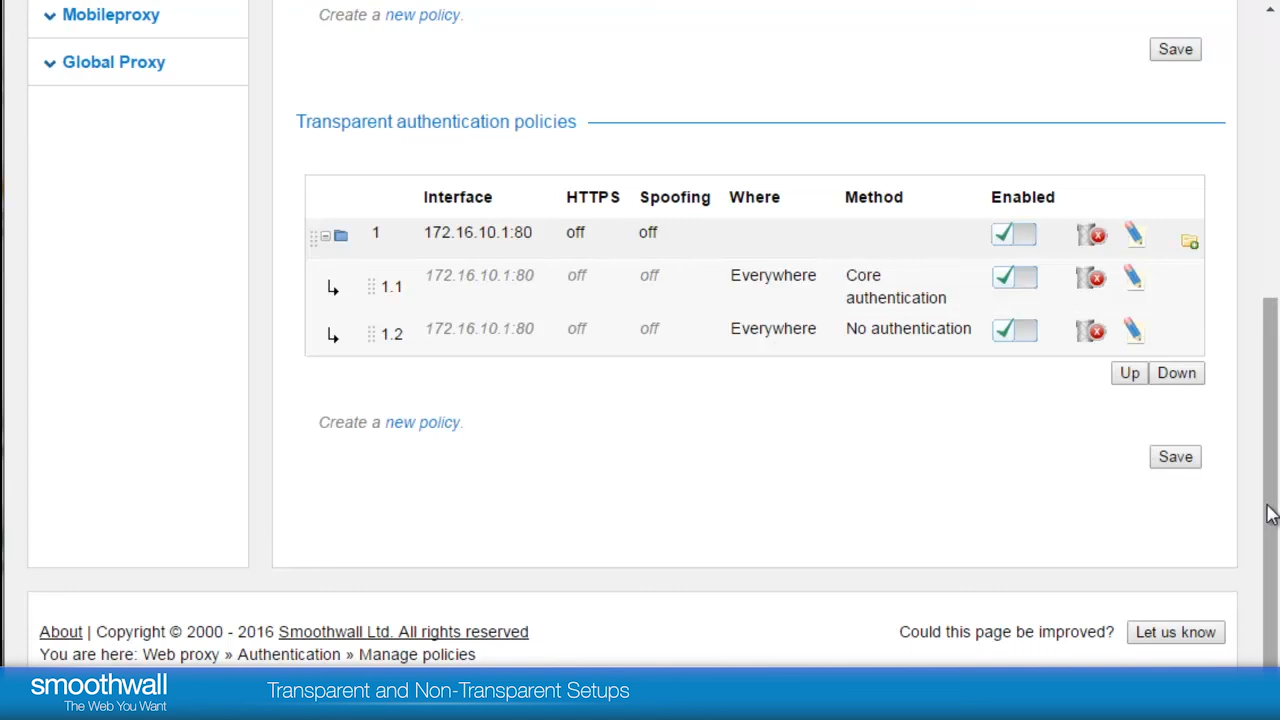 Mobileproxy
Global Proxy
Create a new policy.
Save
Transparent authentication policies
Interface HTTPS Spoofing Where Method Enabled
1 172.16.10.1:80 off off
1.1 172.16.10.1:80 off off Everywhere Core authentication
1.2 172.16.10.1:80 off off Everywhere No authentication
Up Down
Create a new policy.
Save
About | Copyright © 2000 - 2016 Smoothwall Ltd. All rights reserved
Could this page be improved? Let us know
You are here: Web proxy » Authentication » Manage policies
smoothwall
The Web You Want
Transparent and Non-Transparent Setups